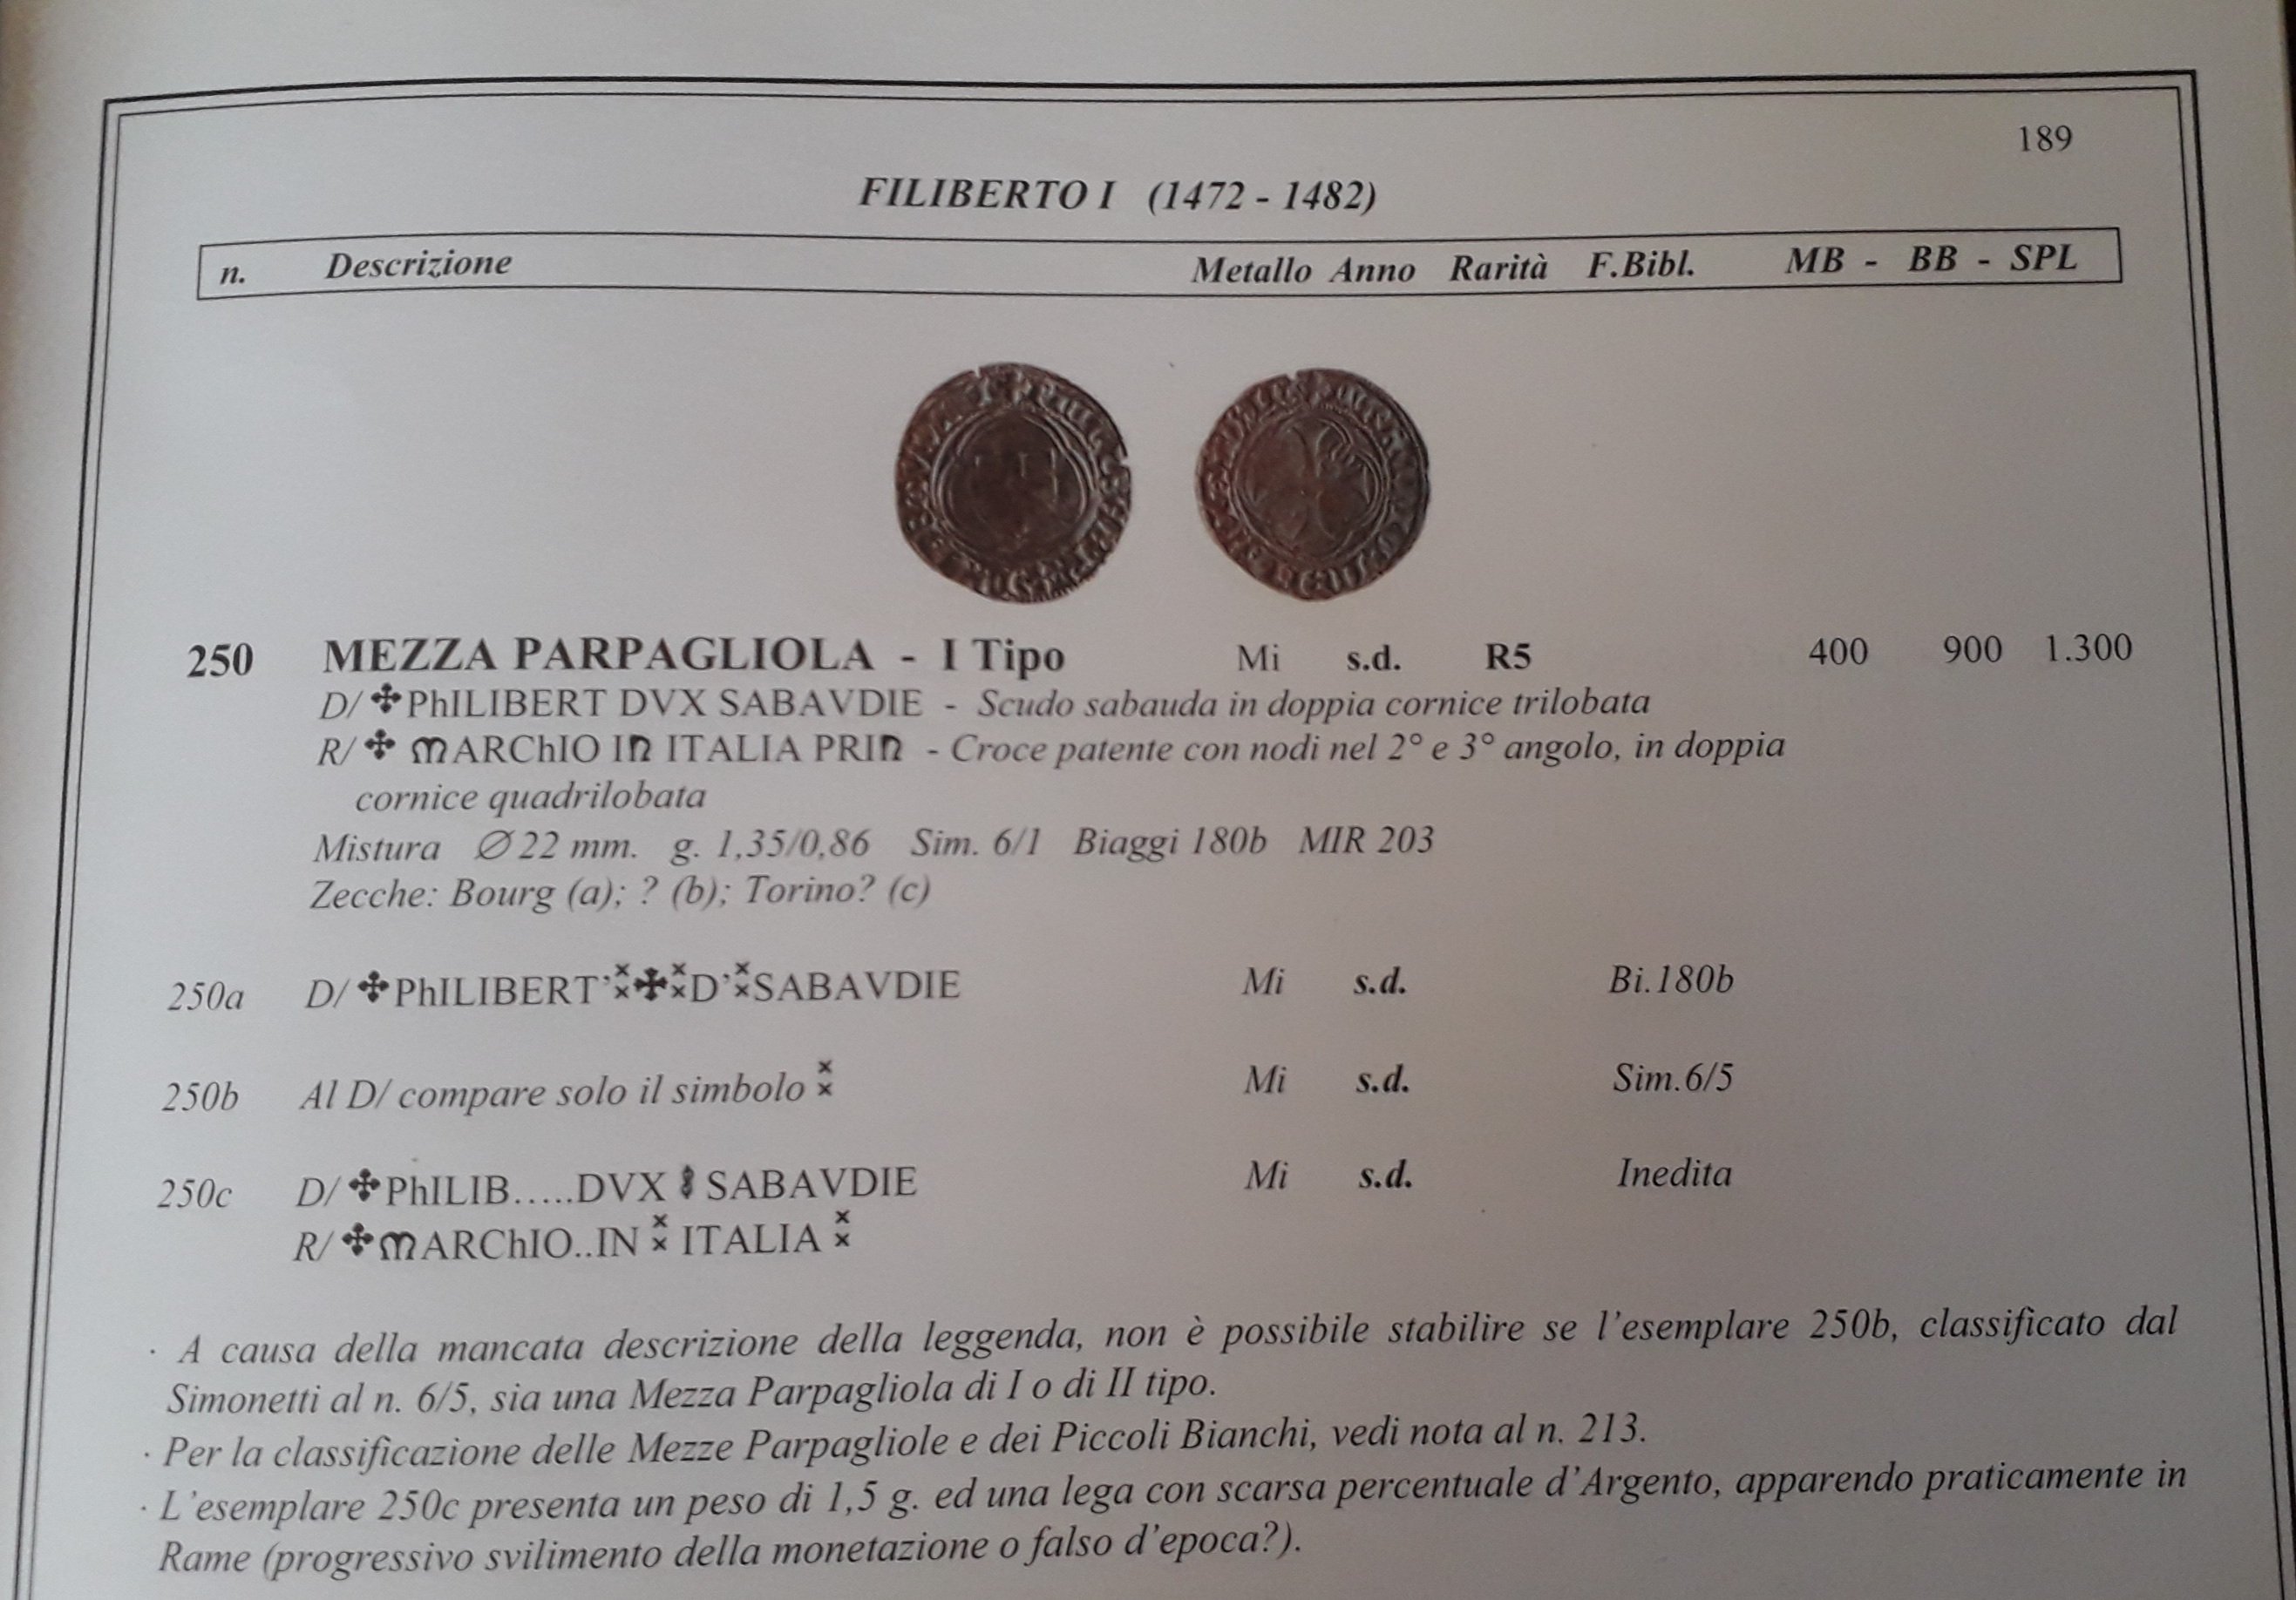 189
FILIBERTO I (1472 - 1482)
n. Descrizione Metallo Anno Rarità F.Bibl. MB - BB - SPL
250 MEZZA PARPAGLIOLA - I Tipo Mi s.d. R5 400 900 1.300
D/ ✤PhILIBERT DVX SABAVDIE - Scudo sabauda in doppia cornice trilobata
R/ ✤ MARChIO IN ITALIA PRIN - Croce patente con nodi nel 2° e 3° angolo, in doppia
cornice quadrilobata
Mistura ∅ 22 mm. g. 1,35/0,86 Sim. 6/1 Biaggi 180b MIR 203
Zecche: Bourg (a); ? (b); Torino? (c)
250a D/ ✤PhILIBERT’ˣₓ✠ˣₓD’ˣₓSABAVDIE Mi s.d. Bi.180b
250b Al D/ compare solo il simbolo ˣₓ Mi s.d. Sim.6/5
250c D/ ✤PhILIB.....DVX SABAVDIE Mi s.d. Inedita
R/ ✤MARChIO..IN ˣₓ ITALIA ˣₓ
· A causa della mancata descrizione della leggenda, non è possibile stabilire se l’esemplare 250b, classificato dal
Simonetti al n. 6/5, sia una Mezza Parpagliola di I o di II tipo.
· Per la classificazione delle Mezze Parpagliole e dei Piccoli Bianchi, vedi nota al n. 213.
· L’esemplare 250c presenta un peso di 1,5 g. ed una lega con scarsa percentuale d’Argento, apparendo praticamente in
Rame (progressivo svilimento della monetazione o falso d’epoca?).